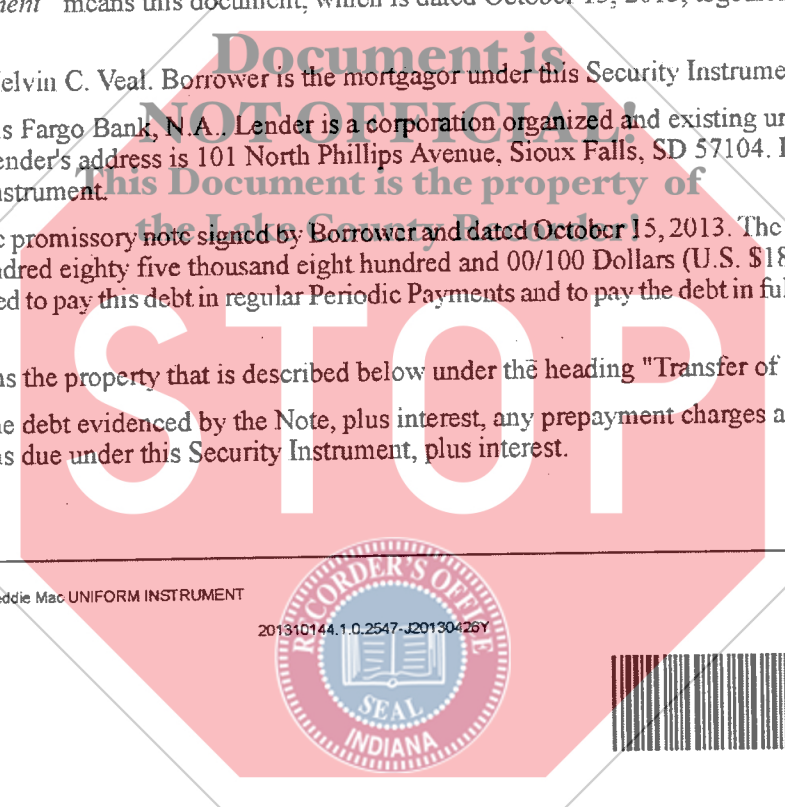 ment" means this document, which is dated October 15, 2013, together
Document is
elvin C. Veal. Borrower is the mortgagor under this Security Instrume
NOT OFFICIAL!
s Fargo Bank, N.A.. Lender is a corporation organized and existing un
ender's address is 101 North Phillips Avenue, Sioux Falls, SD 57104. L
nstrument.
This Document is the property of
the Lake County Recorder!
e promissory note signed by Borrower and dated October 15, 2013. The
ndred eighty five thousand eight hundred and 00/100 Dollars (U.S. $18
ed to pay this debt in regular Periodic Payments and to pay the debt in ful
STOP
ns the property that is described below under the heading "Transfer of
ne debt evidenced by the Note, plus interest, any prepayment charges a
ns due under this Security Instrument, plus interest.
eddie Mac UNIFORM INSTRUMENT
201310144.1.0.2547-J20130426Y
RECORDER'S OFFICE
SEAL
INDIANA